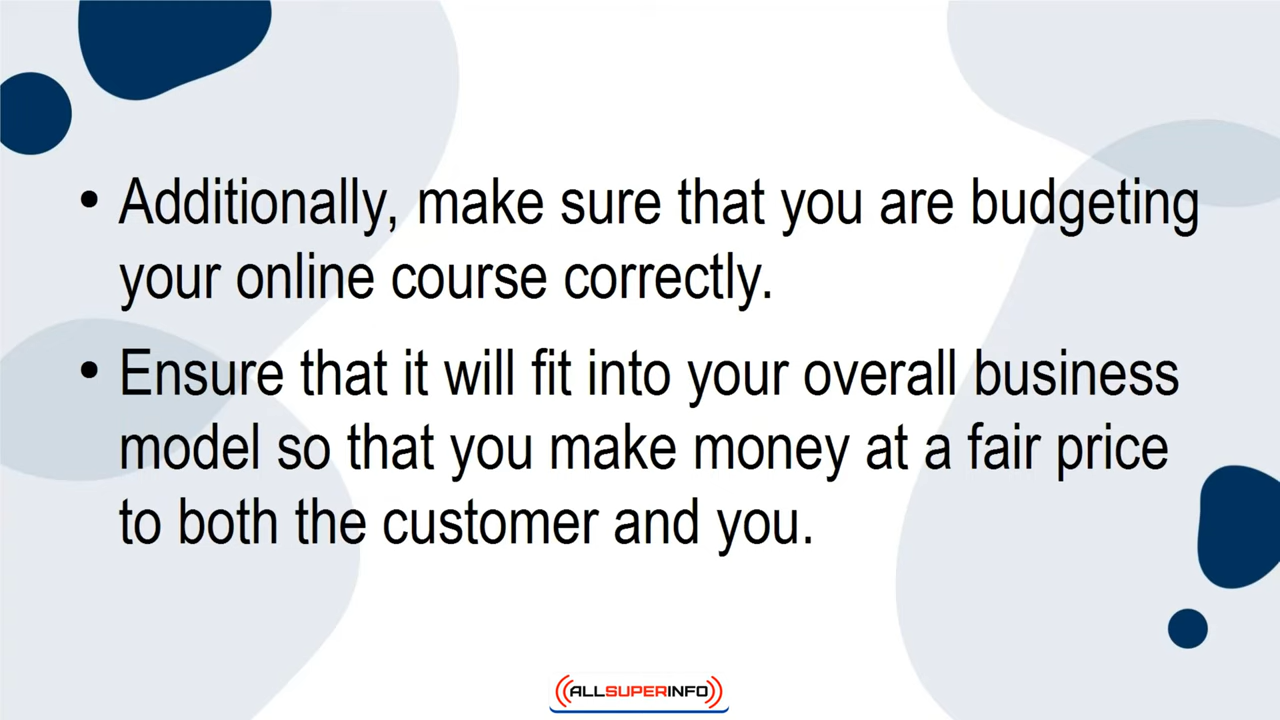 • Additionally, make sure that you are budgeting
your online course correctly.
• Ensure that it will fit into your overall business
model so that you make money at a fair price
to both the customer and you.
ALLSUPERINFO